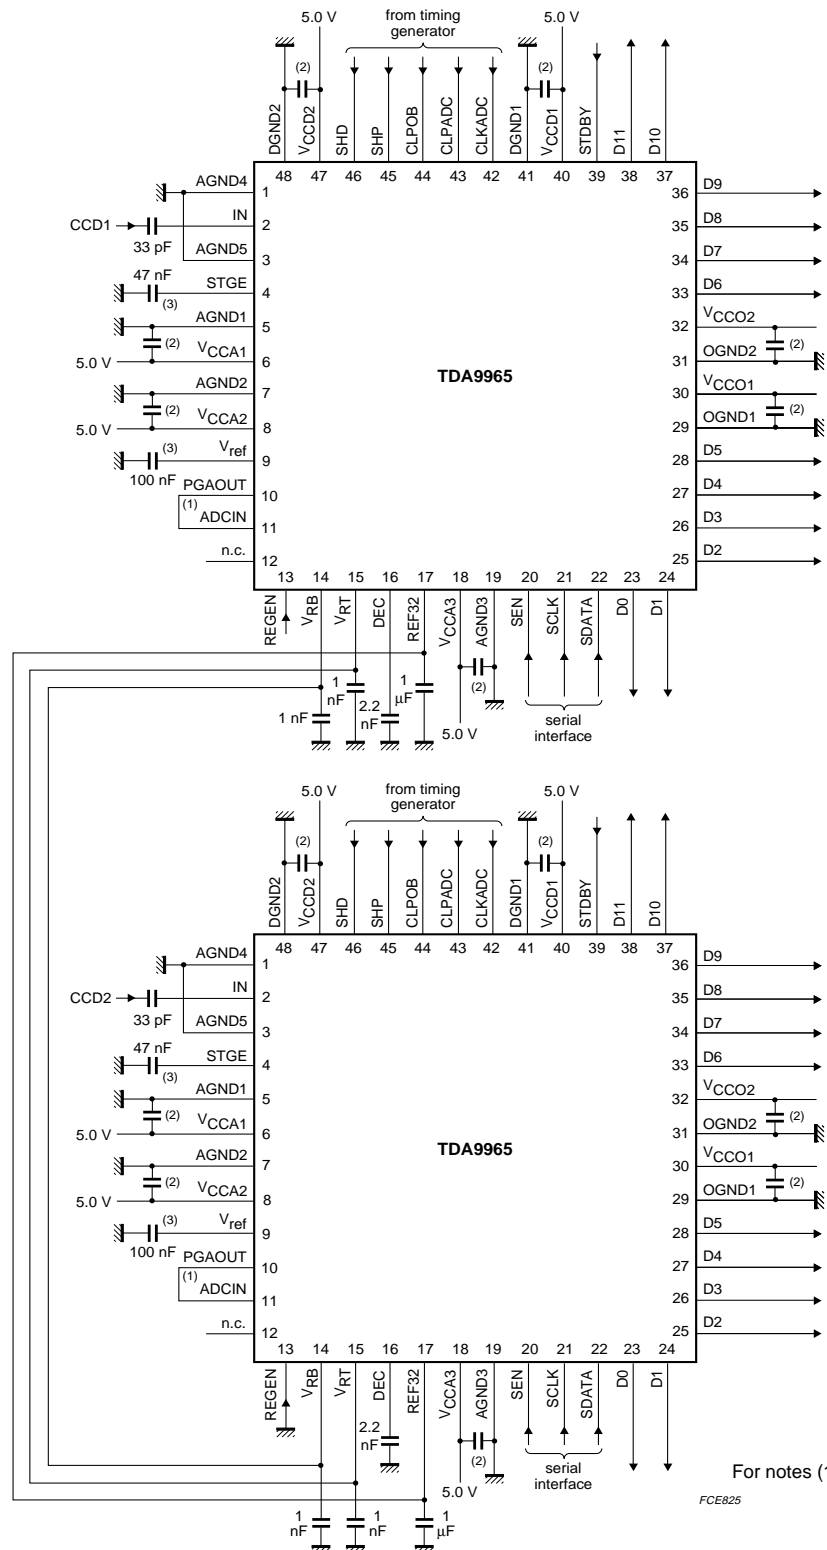 5.0 V
from timing
generator
5.0 V
(2)
(2)
DGND2
VCCD2
SHD
SHP
CLPOB
CLPADC
CLKADC
DGND1
VCCD1
STDBY
D11
D10
48 47 46 45 44 43 42 41 40 39 38 37
AGND4 1
CCD1 IN 2
33 pF
AGND5 3
47 nF STGE 4
(3)
AGND1 5
(2)
5.0 V VCCA1 6
AGND2 7
(2)
5.0 V VCCA2 8
(3) Vref 9
100 nF
PGAOUT 10
(1)
ADCIN 11
n.c. 12
TDA9965
36 D9
35 D8
34 D7
33 D6
32 VCCO2
(2)
31 OGND2
30 VCCO1
(2)
29 OGND1
28 D5
27 D4
26 D3
25 D2
13 14 15 16 17 18 19 20 21 22 23 24
REGEN
VRB
VRT
DEC
REF32
VCCA3
AGND3
SEN
SCLK
SDATA
D0
D1
1 nF
1
nF
2.2
nF
1
μF
(2)
5.0 V
serial
interface
5.0 V
from timing
generator
5.0 V
(2)
(2)
DGND2
VCCD2
SHD
SHP
CLPOB
CLPADC
CLKADC
DGND1
VCCD1
STDBY
D11
D10
48 47 46 45 44 43 42 41 40 39 38 37
AGND4 1
CCD2 IN 2
33 pF
AGND5 3
47 nF STGE 4
(3)
AGND1 5
(2)
5.0 V VCCA1 6
AGND2 7
(2)
5.0 V VCCA2 8
(3) Vref 9
100 nF
PGAOUT 10
(1)
ADCIN 11
n.c. 12
TDA9965
36 D9
35 D8
34 D7
33 D6
32 VCCO2
(2)
31 OGND2
30 VCCO1
(2)
29 OGND1
28 D5
27 D4
26 D3
25 D2
13 14 15 16 17 18 19 20 21 22 23 24
REGEN
VRB
VRT
DEC
REF32
VCCA3
AGND3
SEN
SCLK
SDATA
D0
D1
2.2
nF
(2)
5.0 V
serial
interface
1
nF
1
nF
1
μF
For notes (
FCE825